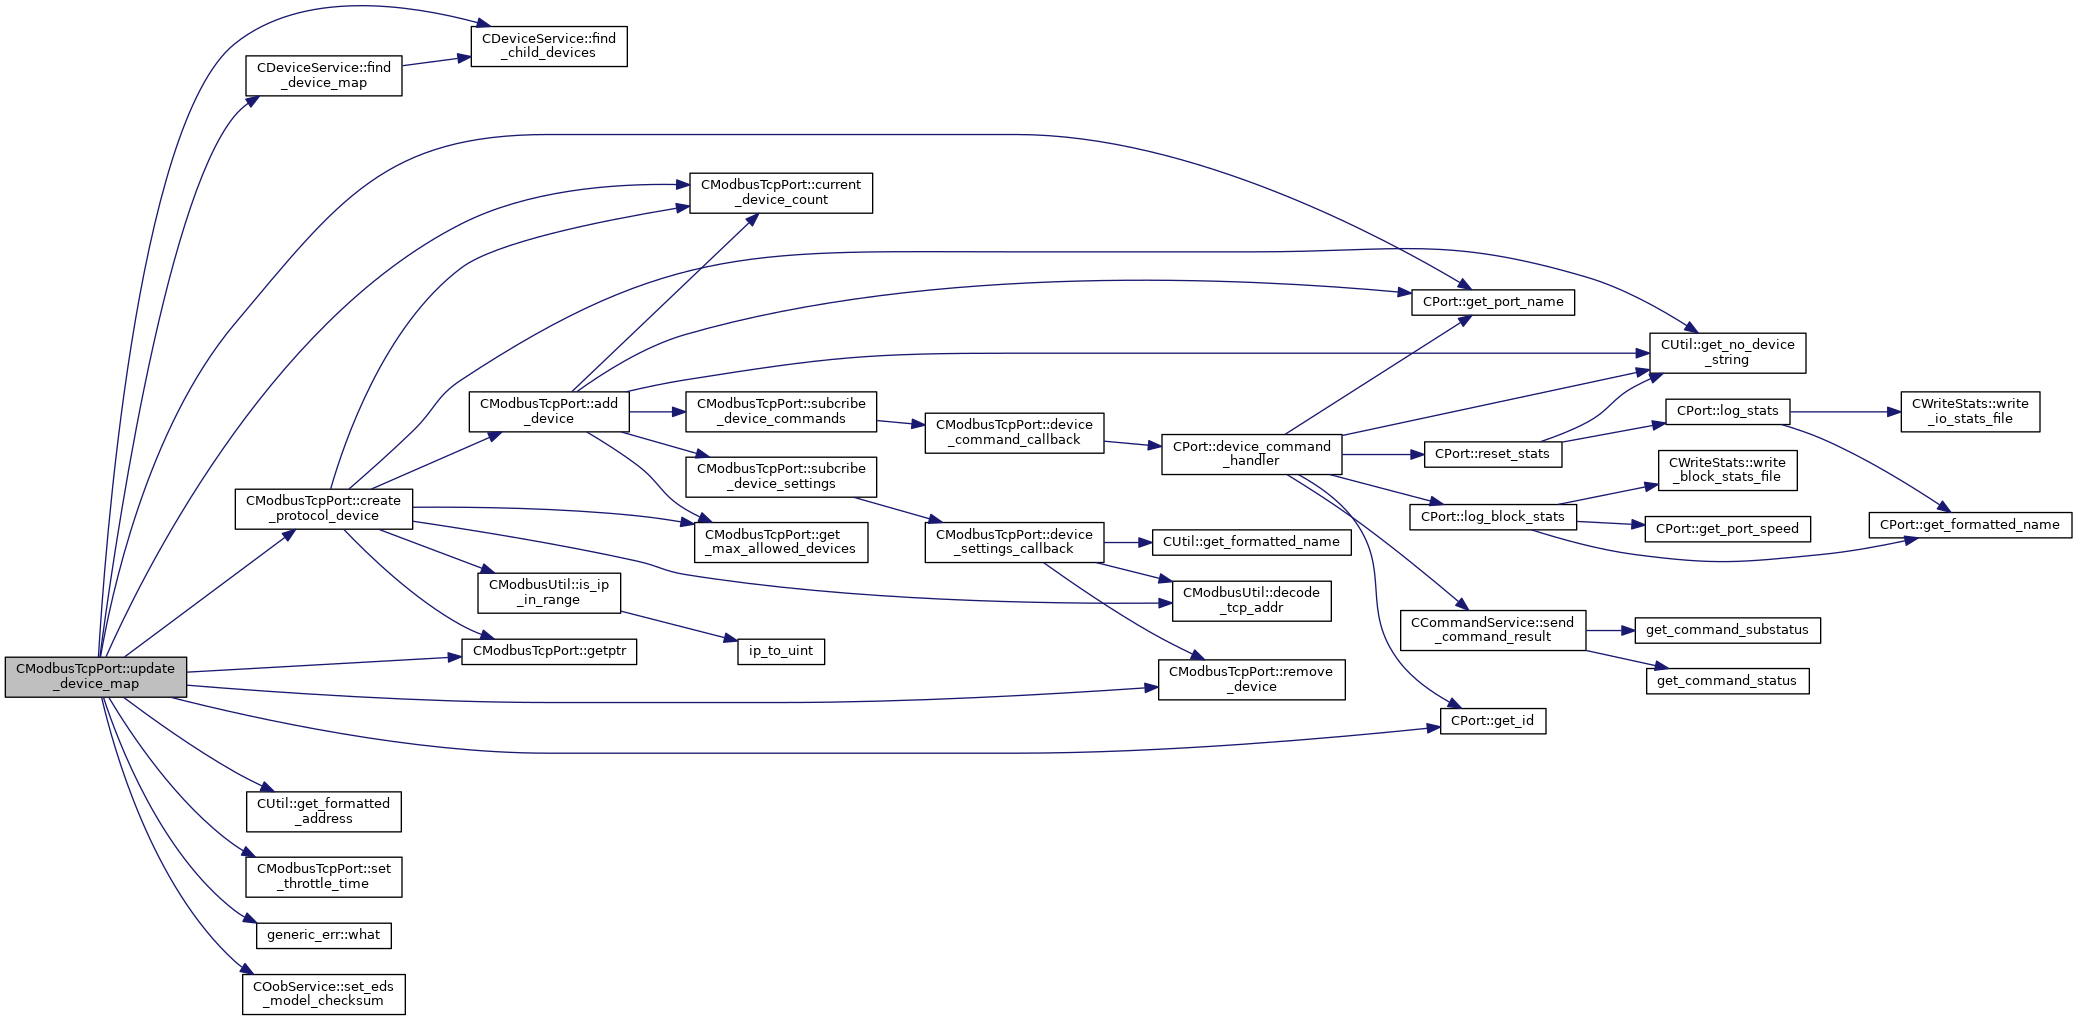 CDeviceService::find
_child_devices
CDeviceService::find
_device_map
CModbusTcpPort::current
_device_count
CPort::get_port_name
CUtil::get_no_device
_string
CModbusTcpPort::add
_device
CModbusTcpPort::subcribe
_device_commands
CModbusTcpPort::device
_command_callback
CPort::device_command
_handler
CPort::reset_stats
CPort::log_stats
CWriteStats::write
_io_stats_file
CModbusTcpPort::subcribe
_device_settings
CWriteStats::write
_block_stats_file
CModbusTcpPort::create
_protocol_device
CPort::log_block_stats
CPort::get_port_speed
CPort::get_formatted_name
CModbusTcpPort::get
_max_allowed_devices
CModbusTcpPort::device
_settings_callback
CUtil::get_formatted_name
CModbusUtil::is_ip
_in_range
CModbusUtil::decode
_tcp_addr
CCommandService::send
_command_result
get_command_substatus
CModbusTcpPort::getptr
ip_to_uint
CModbusTcpPort::update
_device_map
CModbusTcpPort::remove
_device
get_command_status
CPort::get_id
CUtil::get_formatted
_address
CModbusTcpPort::set
_throttle_time
generic_err::what
COobService::set_eds
_model_checksum